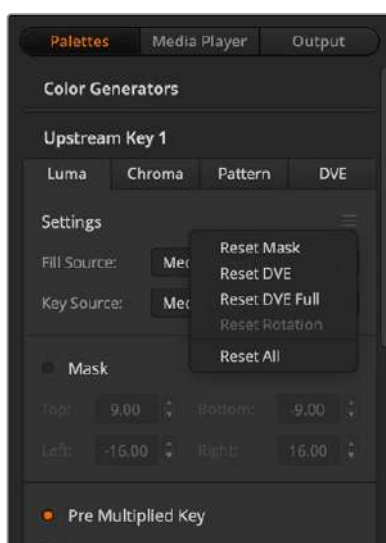 Palettes Media Player Output
Color Generators
Upstream Key 1
Luma Chroma Pattern DVE
Settings
Reset Mask
Reset DVE
Reset DVE Full
Reset Rotation
Reset All
Fill Source: Med
Key Source: Med
Mask
Top: 9.00 Bottom: -9.00
Left: -16.00 Right: 16.00
Pre Multiplied Key